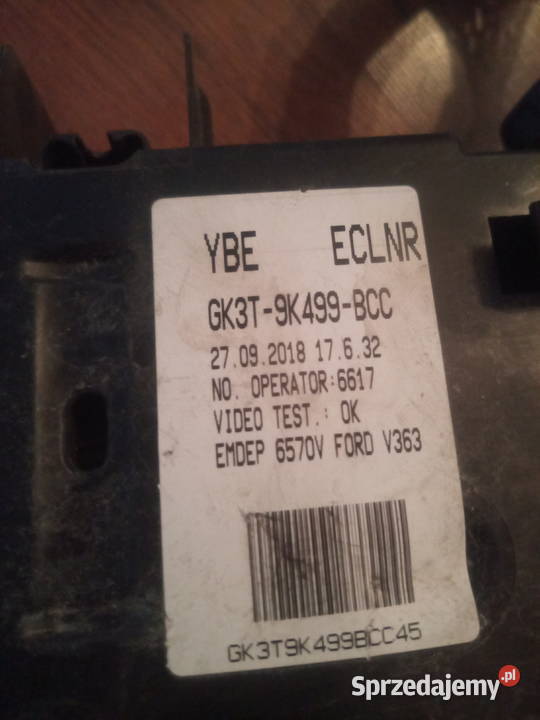 YBE ECLNR
GK3T-9K499-BCC
27.09.2018 17.6.32
NO. OPERATOR:6617
VIDEO TEST.: OK
EMDEP 6570V FORD V363
GK3T9K499BCC45
Sprzedajemy.pl